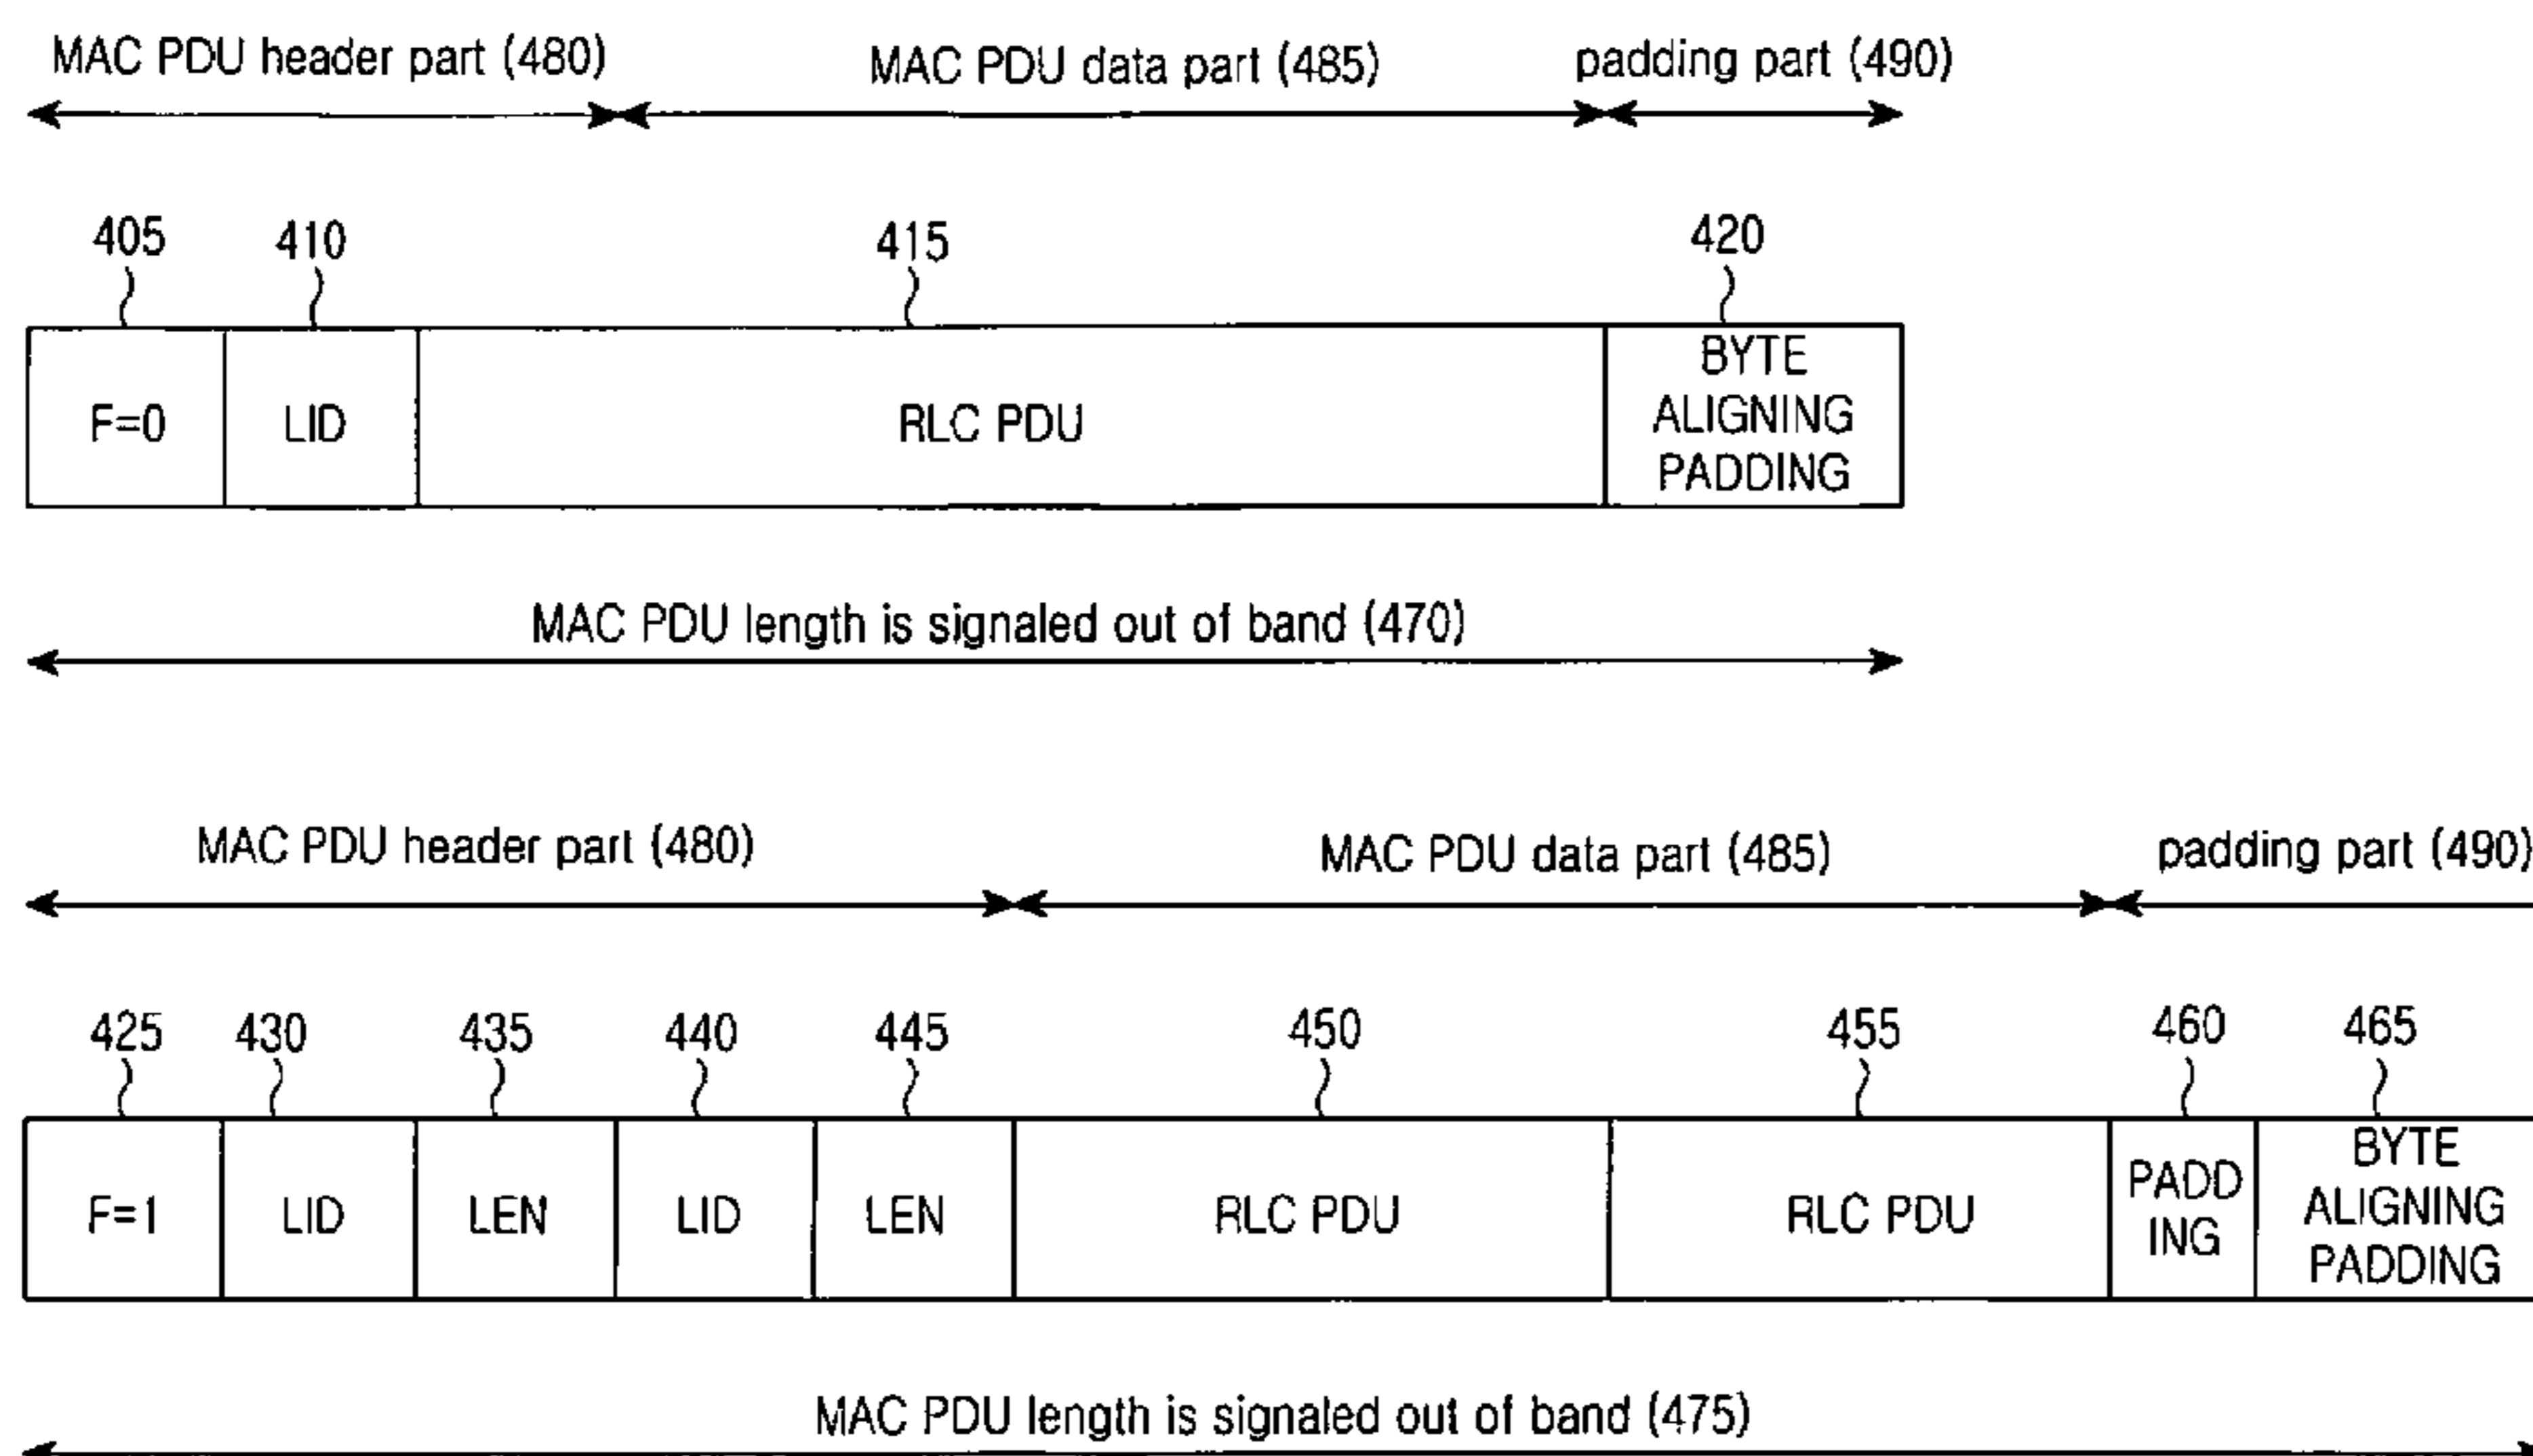 MAC PDU header part (480) MAC PDU data part (485) padding part (490)
405 410 415 420
F=0 LID RLC PDU BYTE
ALIGNING
PADDING
MAC PDU length is signaled out of band (470)
MAC PDU header part (480) MAC PDU data part (485) padding part (490)
425 430 435 440 445 450 455 460 465
F=1 LID LEN LID LEN RLC PDU RLC PDU PADD
ING
BYTE
ALIGNING
PADDING
MAC PDU length is signaled out of band (475)